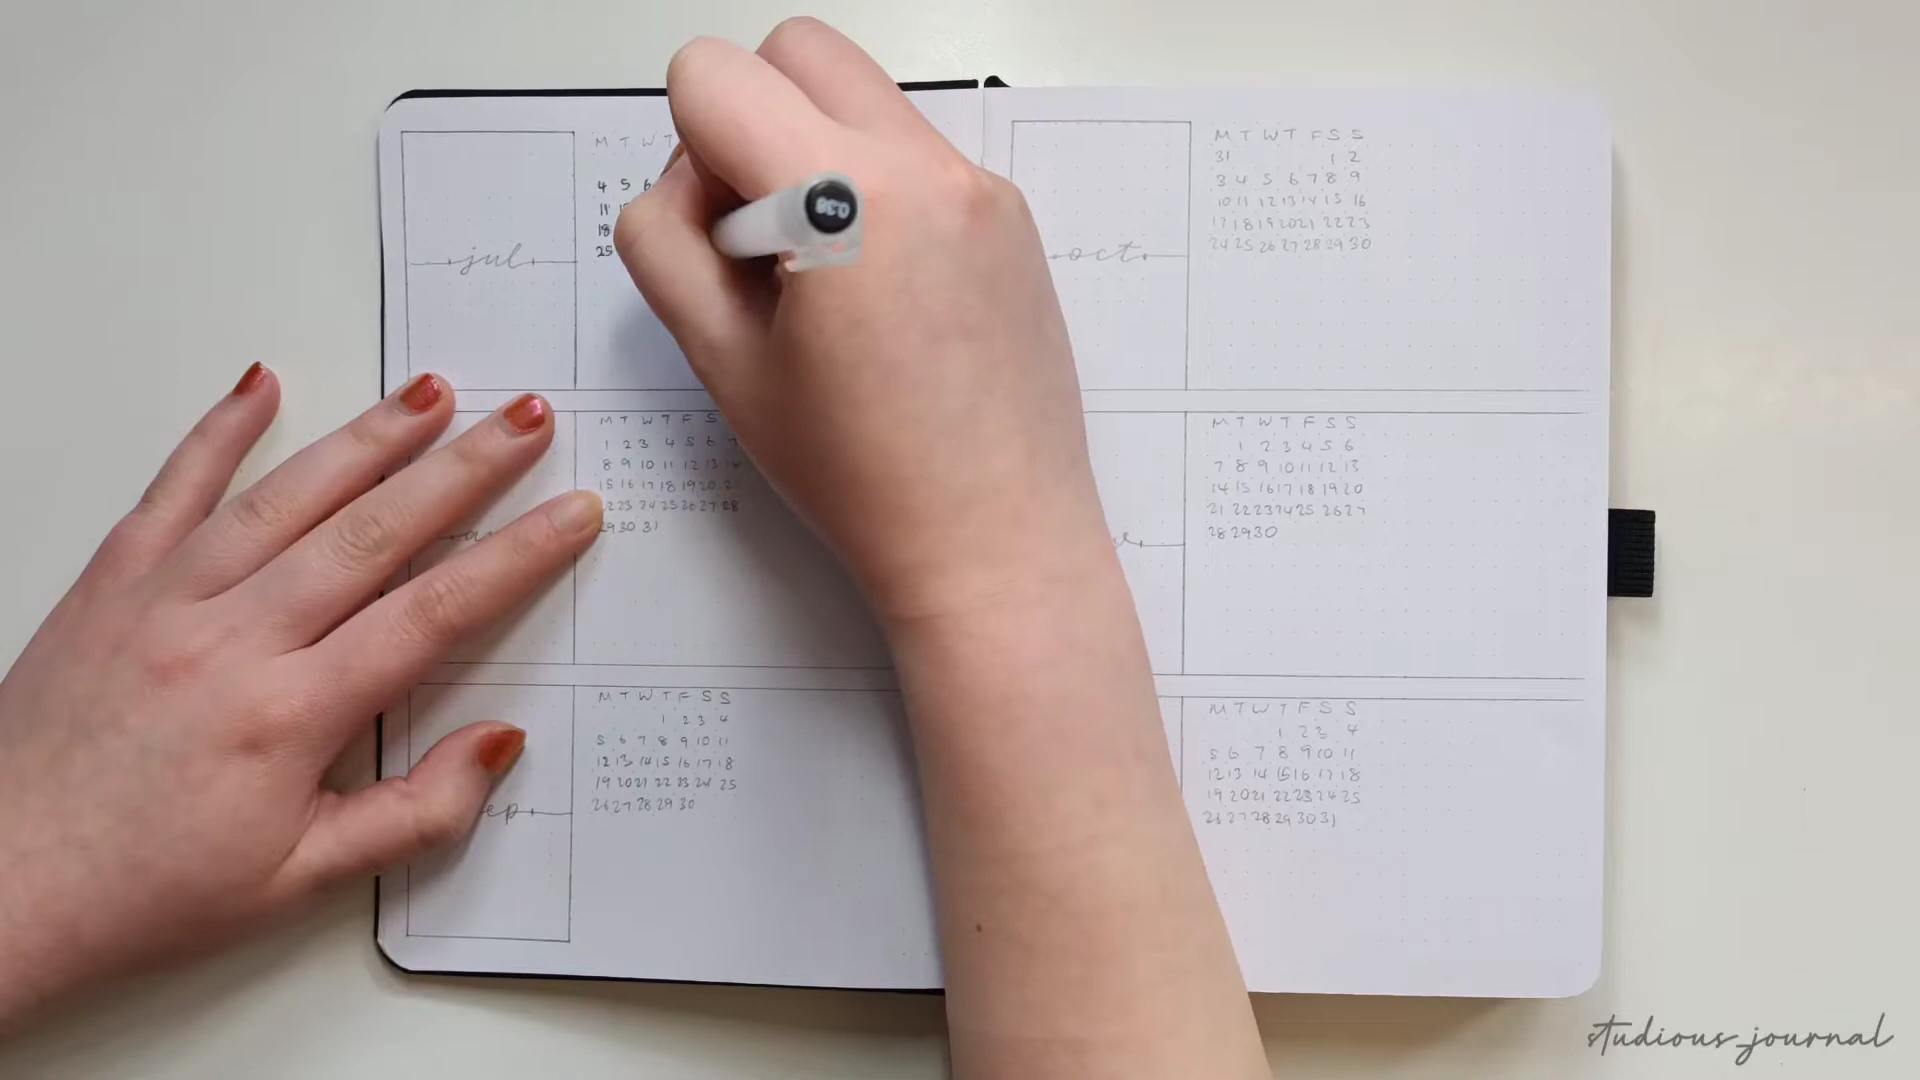 M T W T
4 5 6
11
18
25
jul
M T W T F S
1 2 3 4 5 6 7
8 9 10 11 12 13 14
15 16 17 18 19 20
22 23 24 25 26 27 28
29 30 31
M T W T F S S
1 2 3 4
5 6 7 8 9 10 11
12 13 14 15 16 17 18
19 20 21 22 23 24 25
26 27 28 29 30
ep
0.38
M T W T F S S
31 1 2
3 4 5 6 7 8 9
10 11 12 13 14 15 16
17 18 19 20 21 22 23
24 25 26 27 28 29 30
oct
M T W T F S S
1 2 3 4 5 6
7 8 9 10 11 12 13
14 15 16 17 18 19 20
21 22 23 24 25 26 27
28 29 30
v
M T W T F S S
1 2 3 4
5 6 7 8 9 10 11
12 13 14 15 16 17 18
19 20 21 22 23 24 25
26 27 28 29 30 31
studious-journal